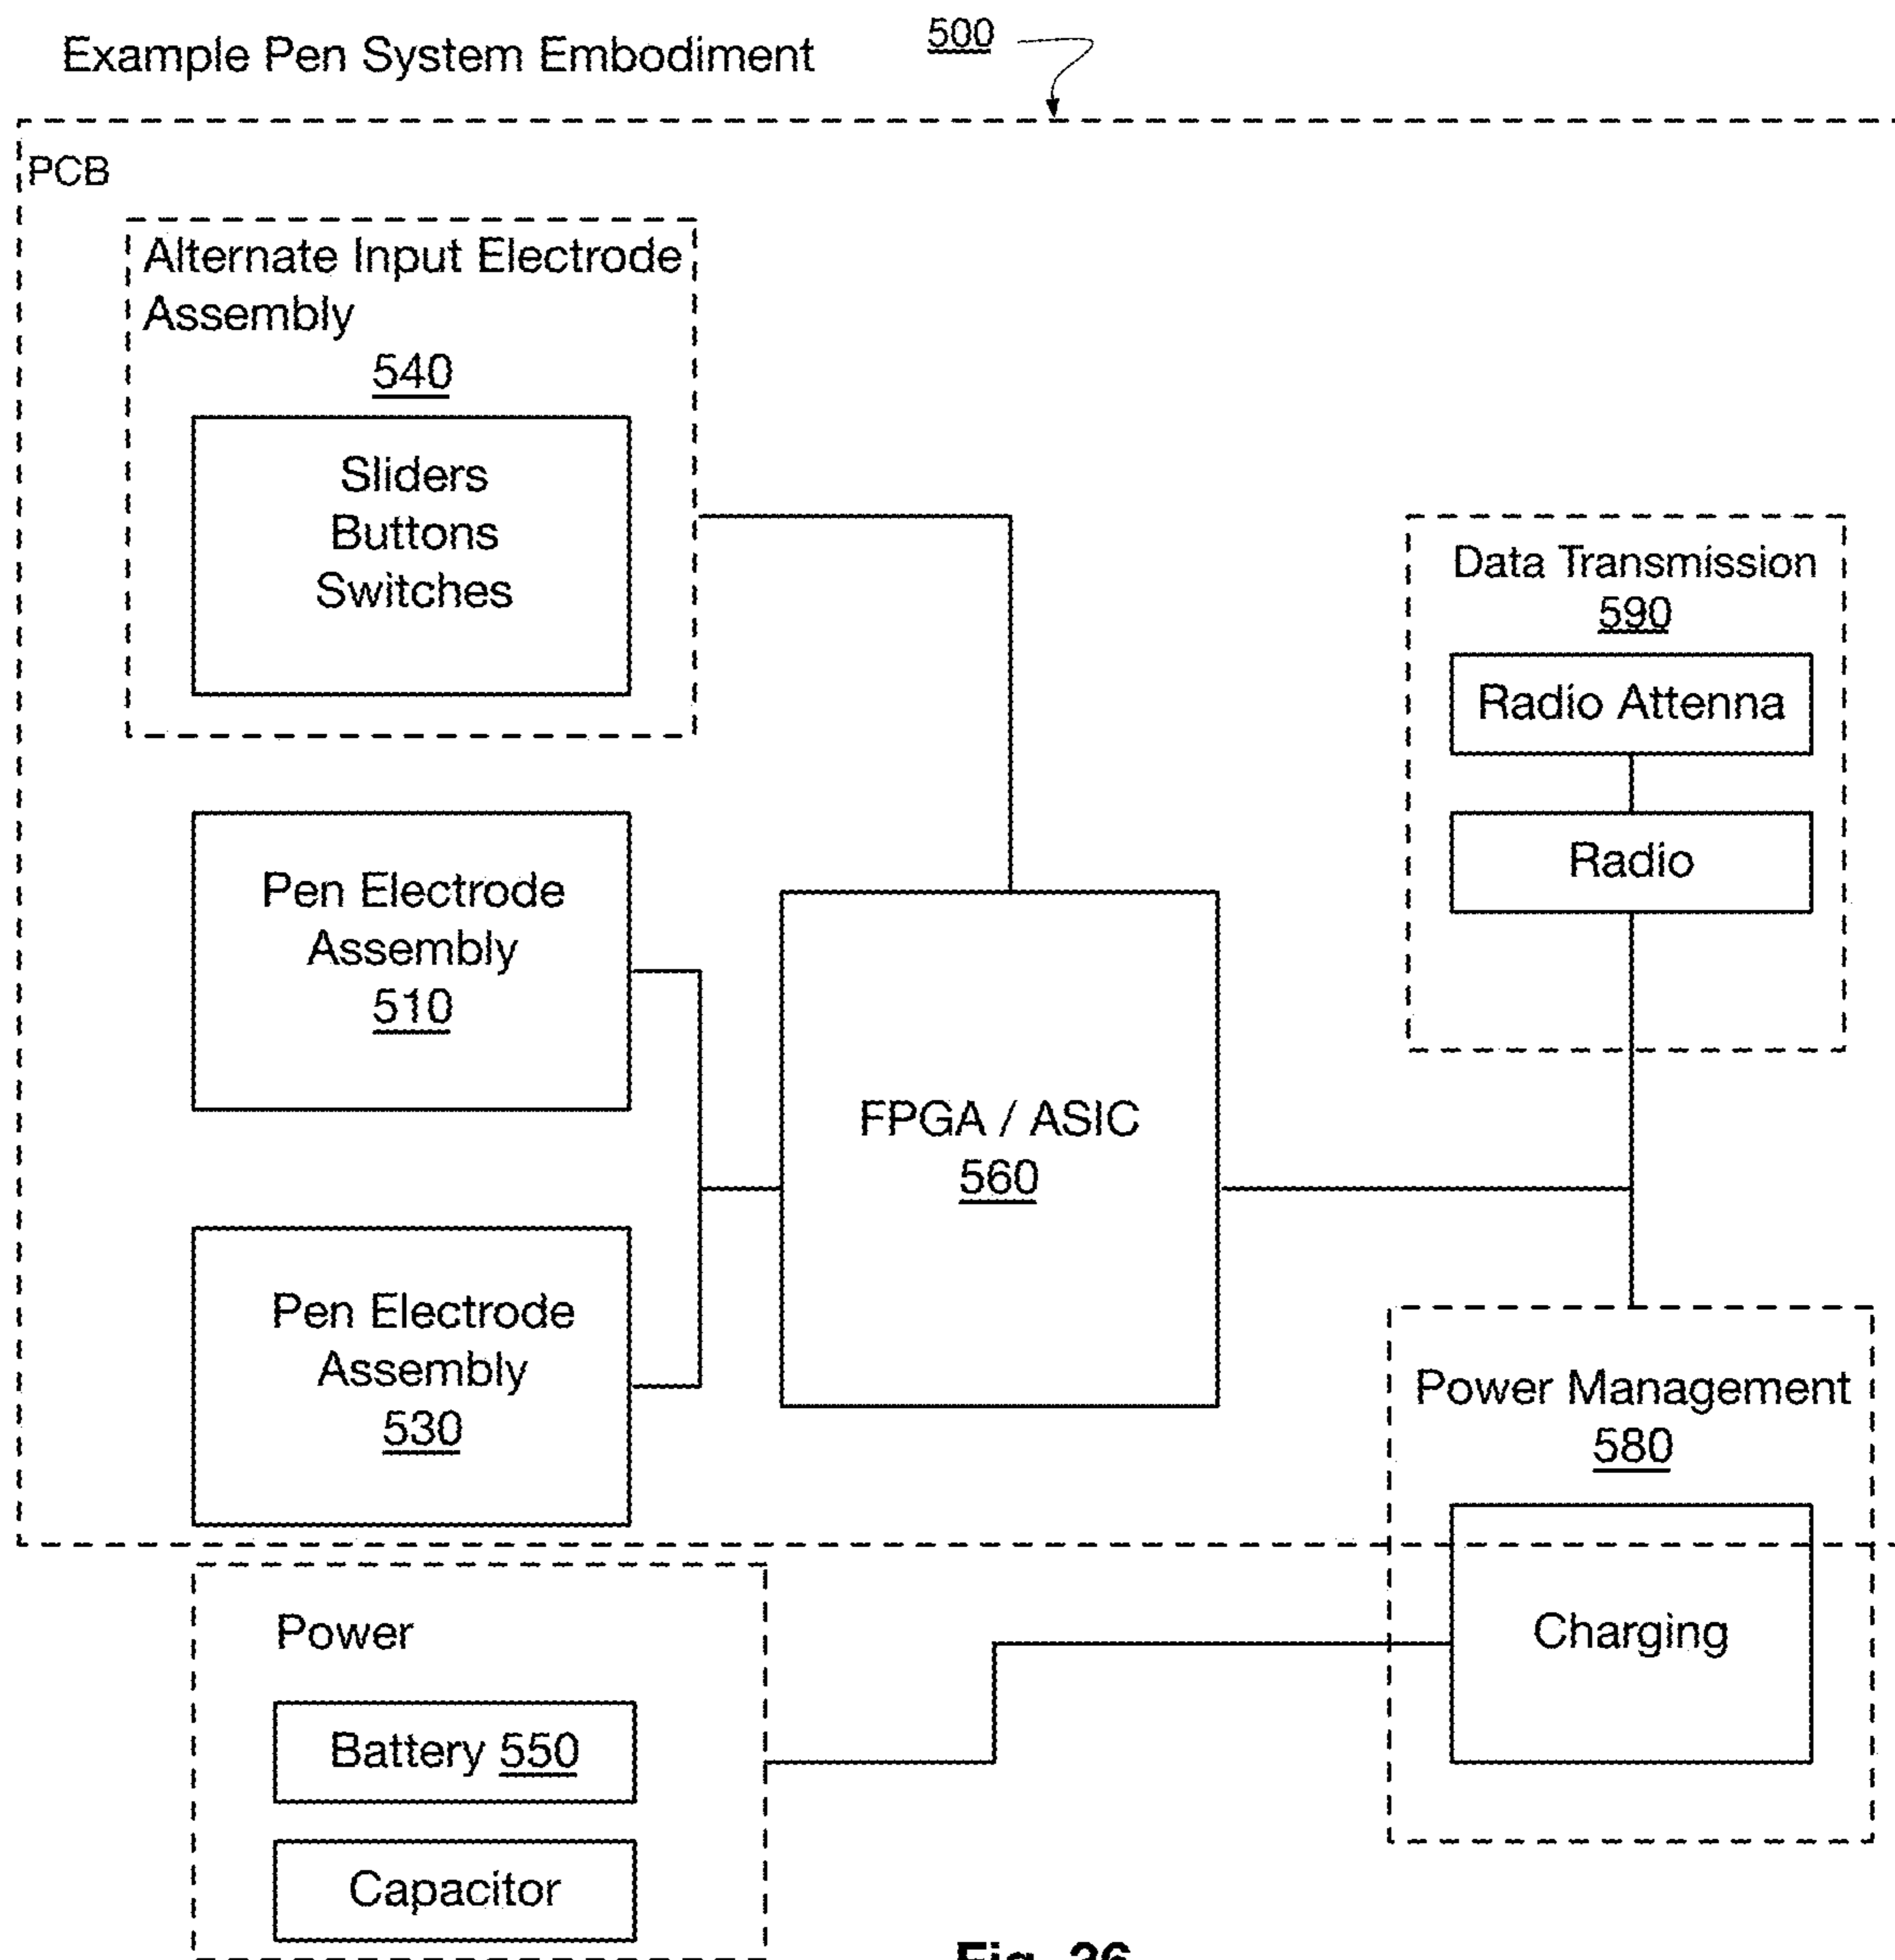 Example Pen System Embodiment
500
PCB
Alternate Input Electrode
Assembly
540
Sliders
Buttons
Switches
Data Transmission
590
Radio Attenna
Radio
Pen Electrode
Assembly
510
FPGA / ASIC
560
Pen Electrode
Assembly
530
Power Management
580
Charging
Power
Battery 550
Capacitor
Fig. 26